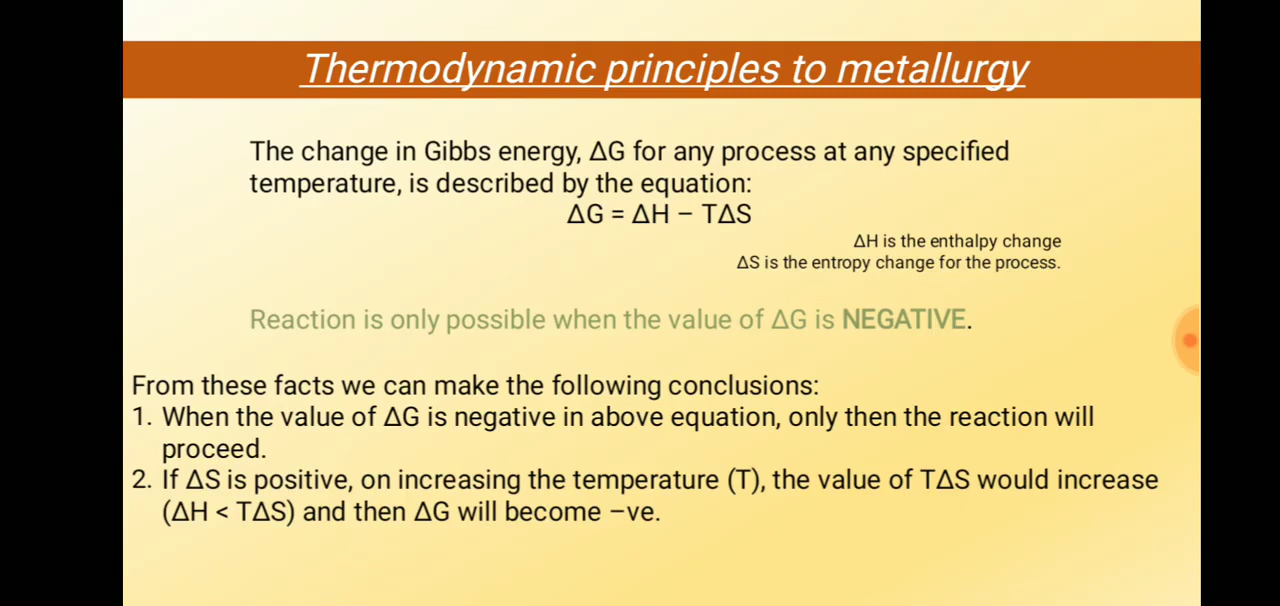 Thermodynamic principles to metallurgy
The change in Gibbs energy, ΔG for any process at any specified
temperature, is described by the equation:
ΔG = ΔH – TΔS
ΔH is the enthalpy change
ΔS is the entropy change for the process.
Reaction is only possible when the value of ΔG is NEGATIVE.
From these facts we can make the following conclusions:
1. When the value of ΔG is negative in above equation, only then the reaction will
proceed.
2. If ΔS is positive, on increasing the temperature (T), the value of TΔS would increase
(ΔH < TΔS) and then ΔG will become –ve.